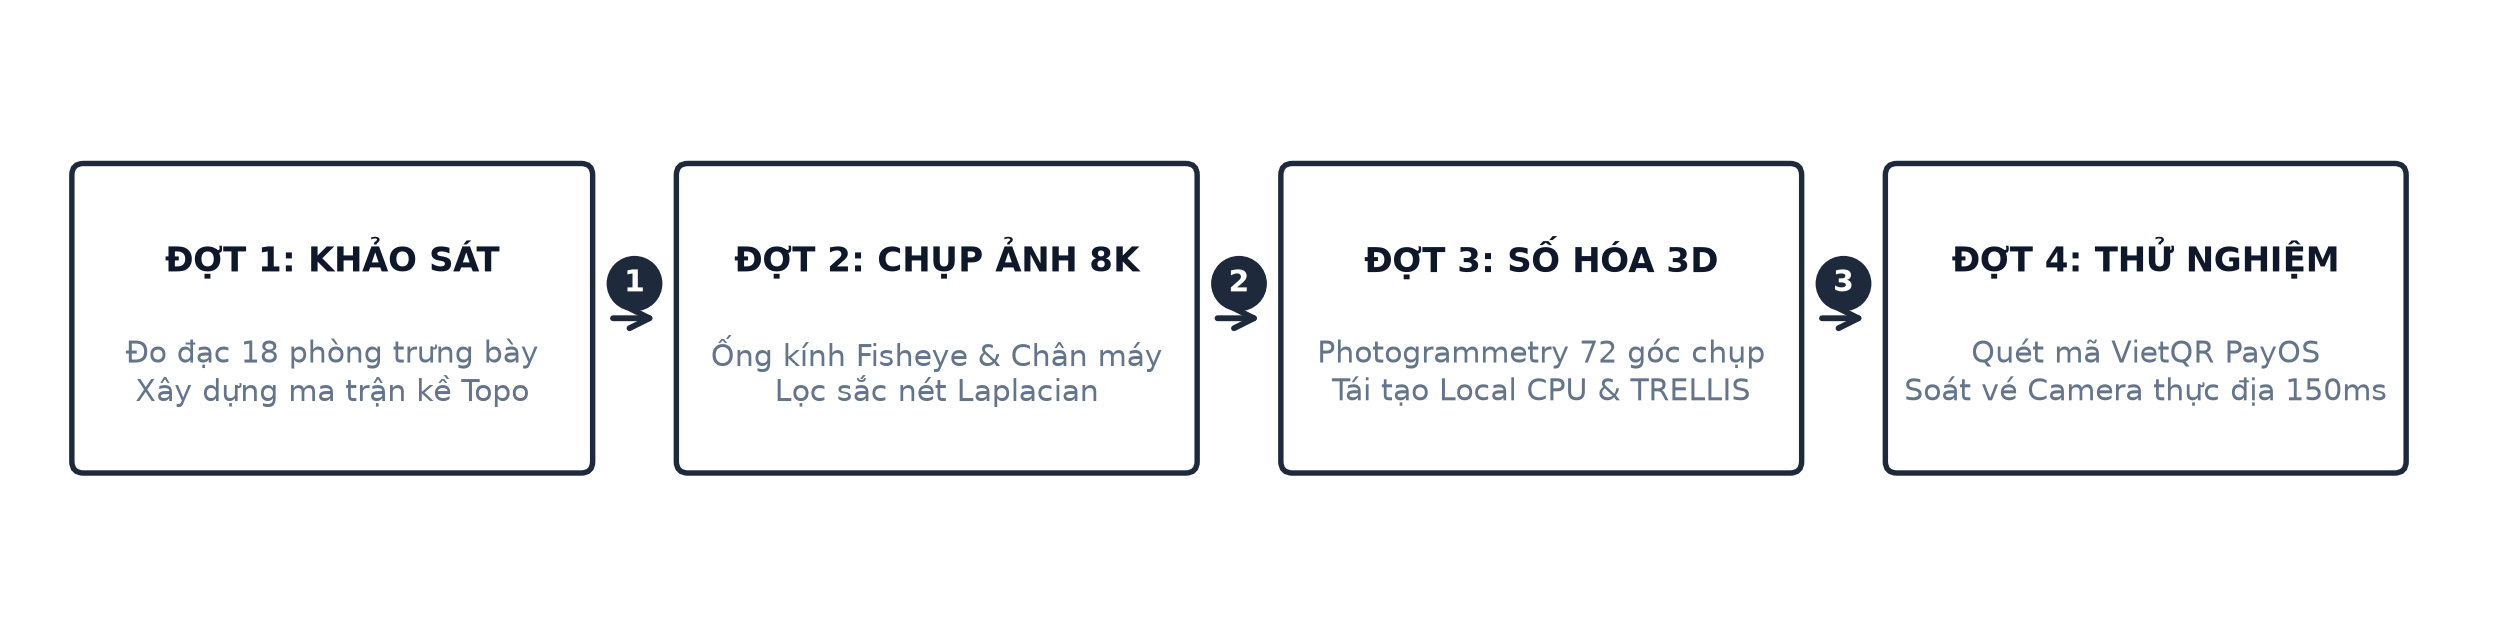 ĐỢT 1: KHẢO SÁT
Đo đạc 18 phòng trưng bày
Xây dựng ma trận kề Topo
1
ĐỢT 2: CHỤP ẢNH 8K
Ống kính Fisheye & Chân máy
Lọc sắc nét Laplacian
2
ĐỢT 3: SỐ HÓA 3D
Photogrammetry 72 góc chụp
Tái tạo Local CPU & TRELLIS
3
ĐỢT 4: THỬ NGHIỆM
Quét mã VietQR PayOS
Soát vé Camera thực địa 150ms